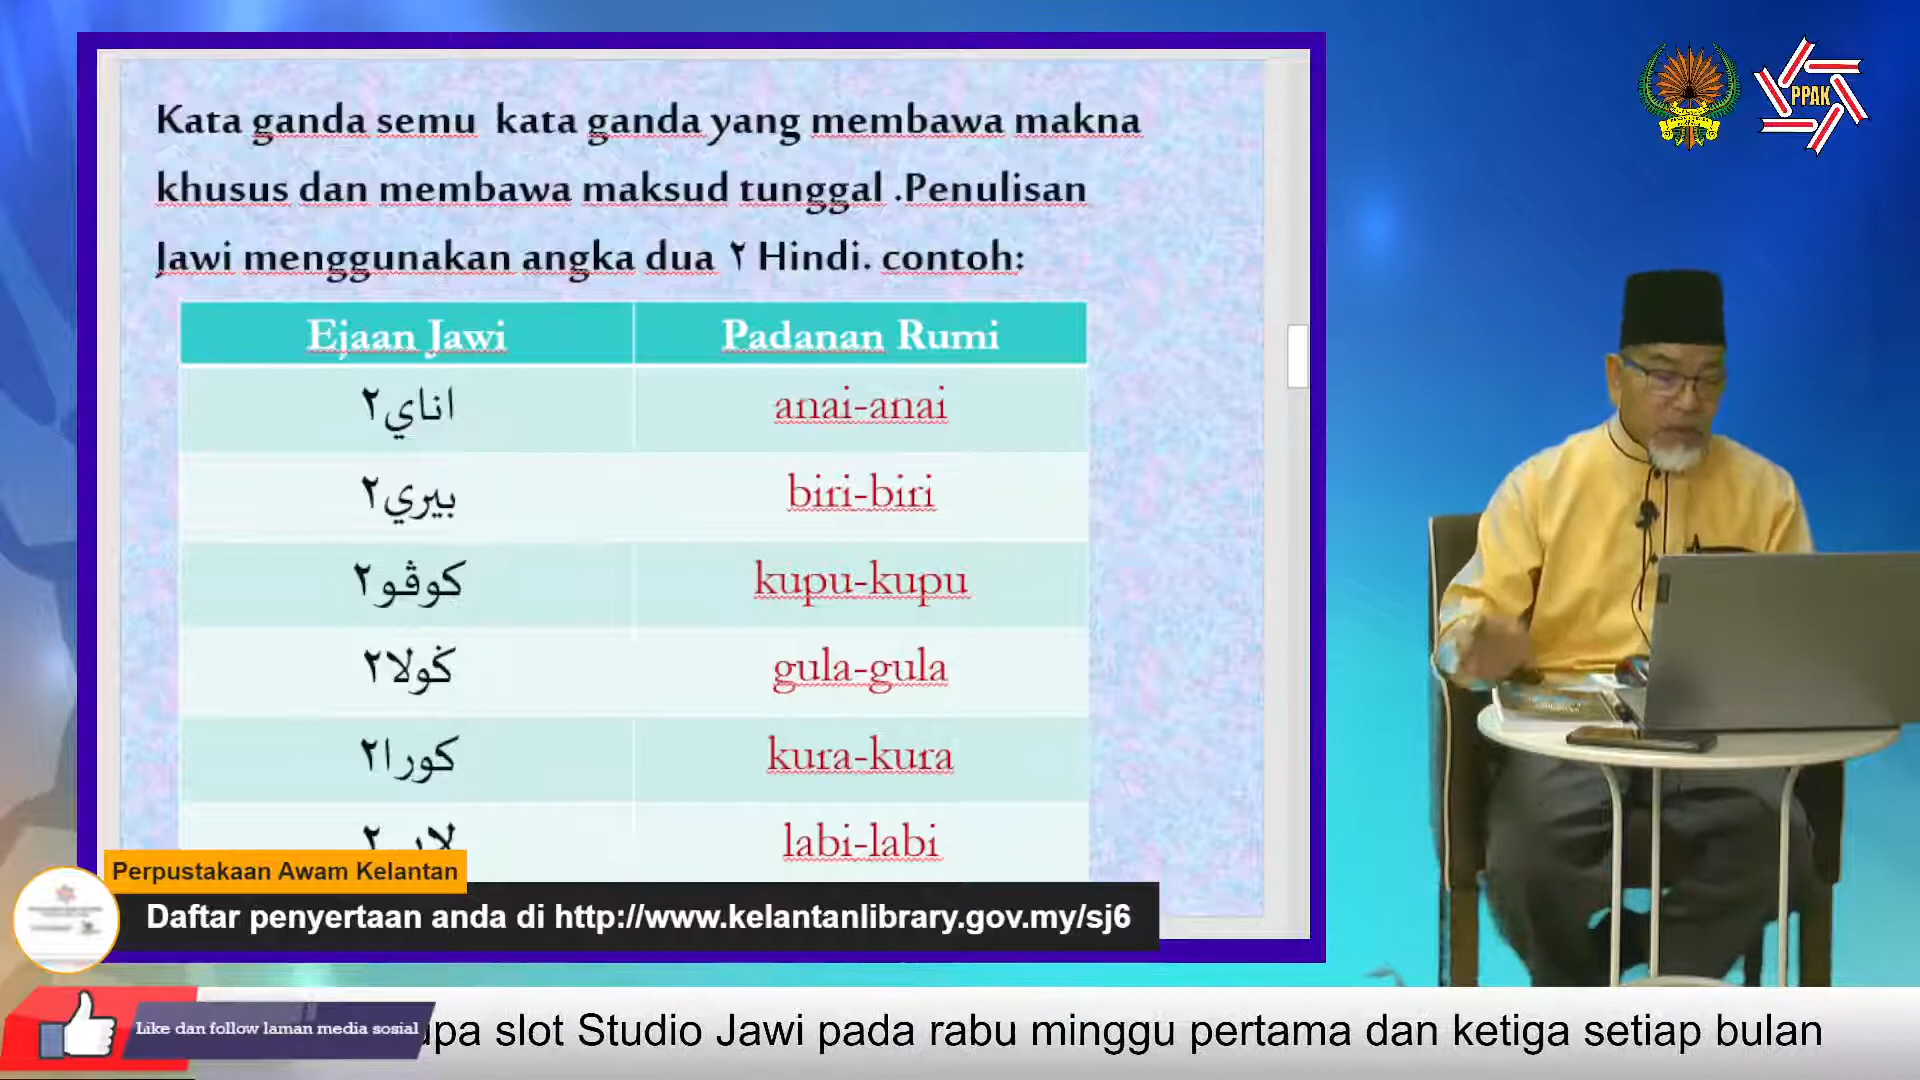 Kata ganda semu kata ganda yang membawa makna
khusus dan membawa maksud tunggal .Penulisan
Jawi menggunakan angka dua ٢ Hindi. contoh:
Ejaan Jawi
Padanan Rumi
اناي٢
anai-anai
بيري٢
biri-biri
کوڤو٢
kupu-kupu
ݢولا٢
gula-gula
کورا٢
kura-kura
labi-labi
PPAK
Perpustakaan Awam Kelantan
Daftar penyertaan anda di http://www.kelantanlibrary.gov.my/sj6
Like dan follow laman media sosial
slot Studio Jawi pada rabu minggu pertama dan ketiga setiap bulan